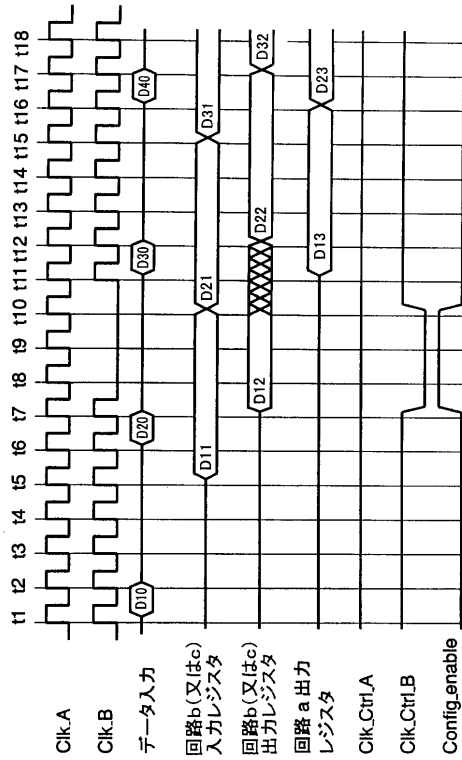 t1 t2 t3 t4 t5 t6 t7 t8 t9 t10 t11 t12 t13 t14 t15 t16 t17 t18
Clk_A
Clk_B
データ入力
D10
D20
D30
D40
回路b(又はc)
入力レジスタ
D11
D21
D31
回路b(又はc)
出力レジスタ
D12
D22
D32
回路a出力
レジスタ
D13
D23
Clk_Ctrl_A
Clk_Ctrl_B
Config_enable